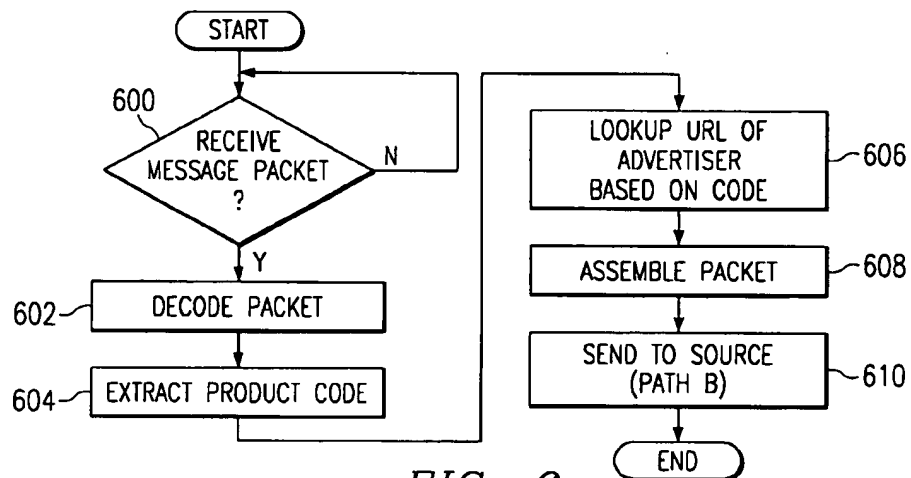 START
600
RECEIVE
MESSAGE PACKET
?
N
Y
602
DECODE PACKET
604
EXTRACT PRODUCT CODE
LOOKUP URL OF
ADVERTISER
BASED ON CODE
606
ASSEMBLE PACKET
608
SEND TO SOURCE
(PATH B)
610
END